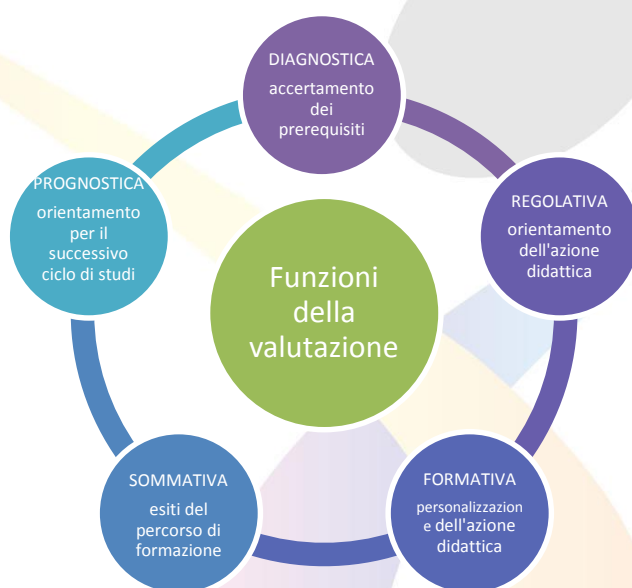 DIAGNOSTICA
accertamento
dei
prerequisiti
REGOLATIVA
orientamento
dell'azione
didattica
FORMATIVA
personalizzazion
e dell'azione
didattica
SOMMATIVA
esiti del
percorso di
formazione
PROGNOSTICA
orientamento
per il
successivo
ciclo di studi
Funzioni
della
valutazione